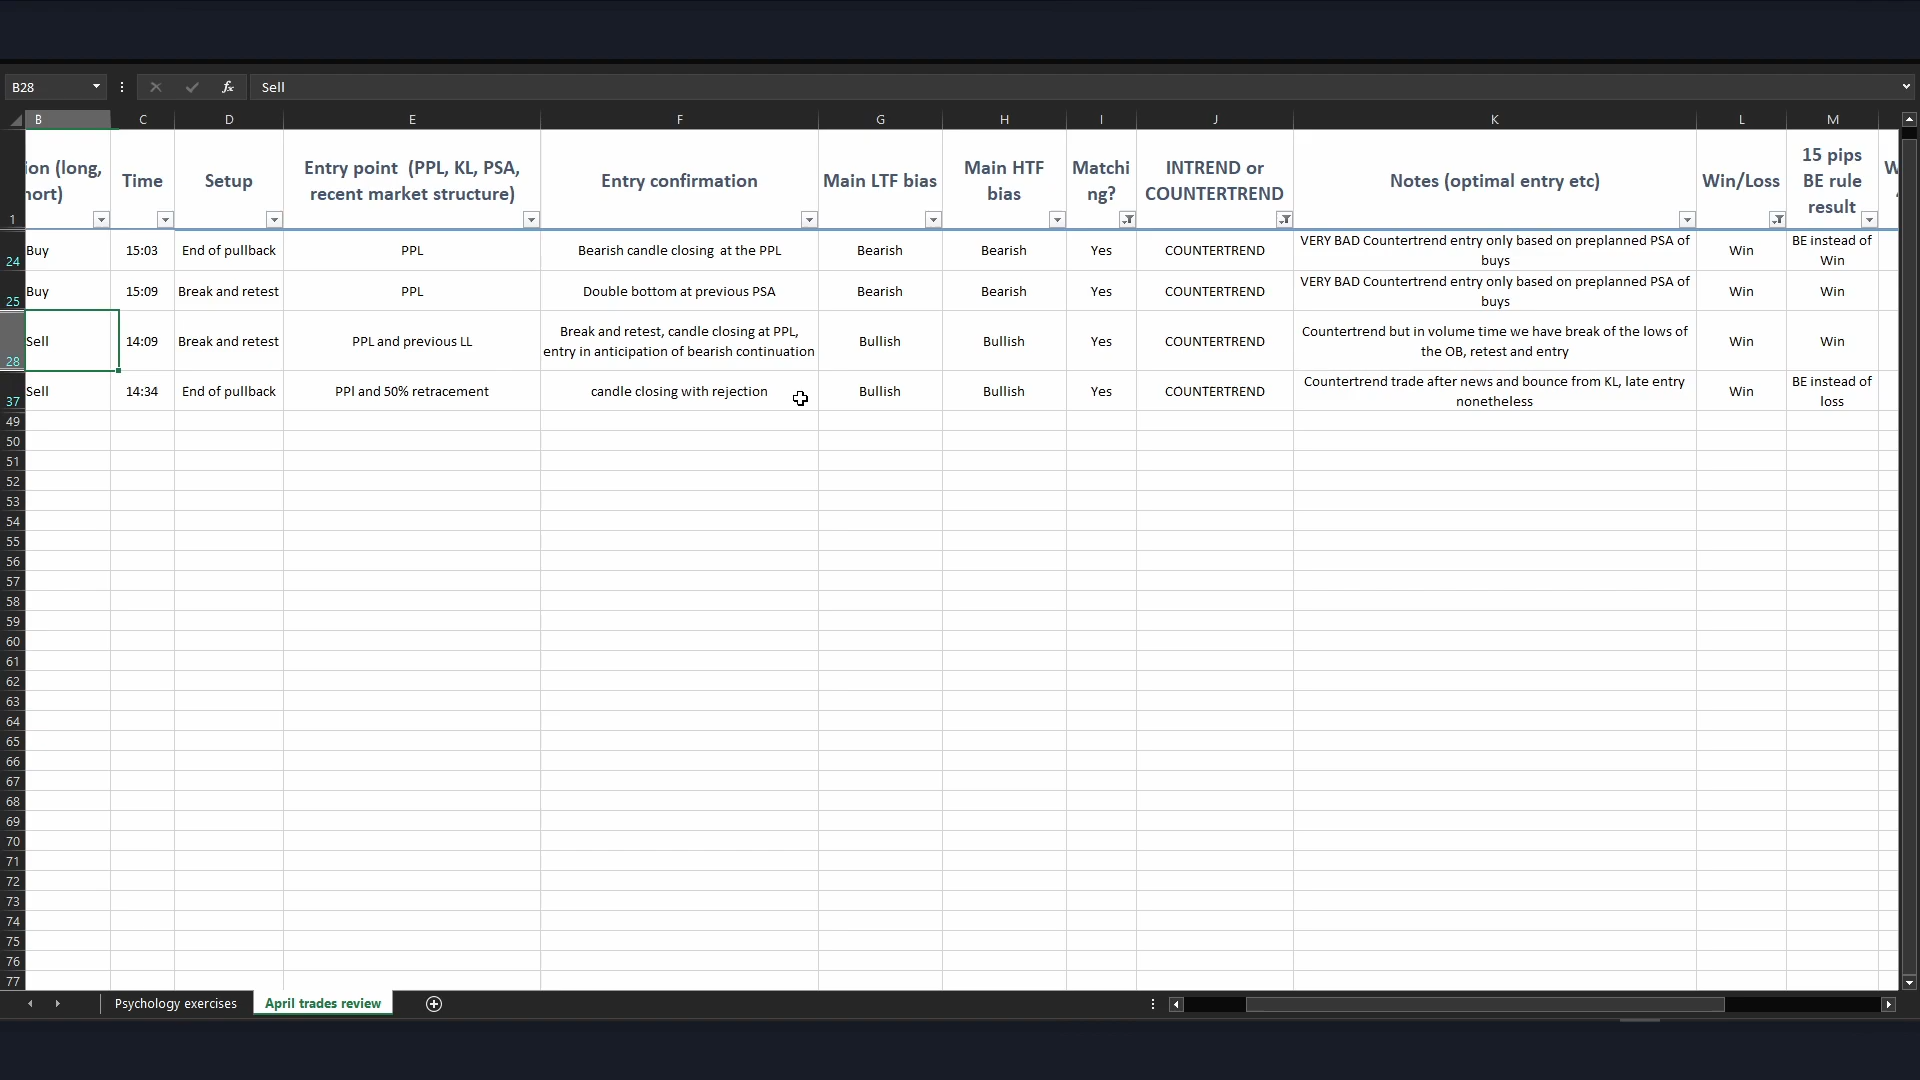 B28 fx Sell
B C D E F G H I J K L M
ion (long, Entry point (PPL, KL, PSA, Main HTF Matchi INTREND or 15 pips
hort) Time Setup recent market structure) Entry confirmation Main LTF bias bias ng? COUNTERTREND Notes (optimal entry etc) Win/Loss BE rule
1 result
24 Buy 15:03 End of pullback PPL Bearish candle closing at the PPL Bearish Bearish Yes COUNTERTREND VERY BAD Countertrend entry only based on preplanned PSA of Win BE instead of
buys Win
25 Buy 15:09 Break and retest PPL Double bottom at previous PSA Bearish Bearish Yes COUNTERTREND VERY BAD Countertrend entry only based on preplanned PSA of Win Win
buys
28 Sell 14:09 Break and retest PPL and previous LL Break and retest, candle closing at PPL, Bullish Bullish Yes COUNTERTREND Countertrend but in volume time we have break of the lows of Win Win
entry in anticipation of bearish continuation the OB, retest and entry
37 Sell 14:34 End of pullback PPl and 50% retracement candle closing with rejection Bullish Bullish Yes COUNTERTREND Countertrend trade after news and bounce from KL, late entry Win BE instead of
nonetheless loss
49
50
51
52
53
54
55
56
57
58
59
60
61
62
63
64
65
66
67
68
69
70
71
72
73
74
75
76
77
Psychology exercises April trades review